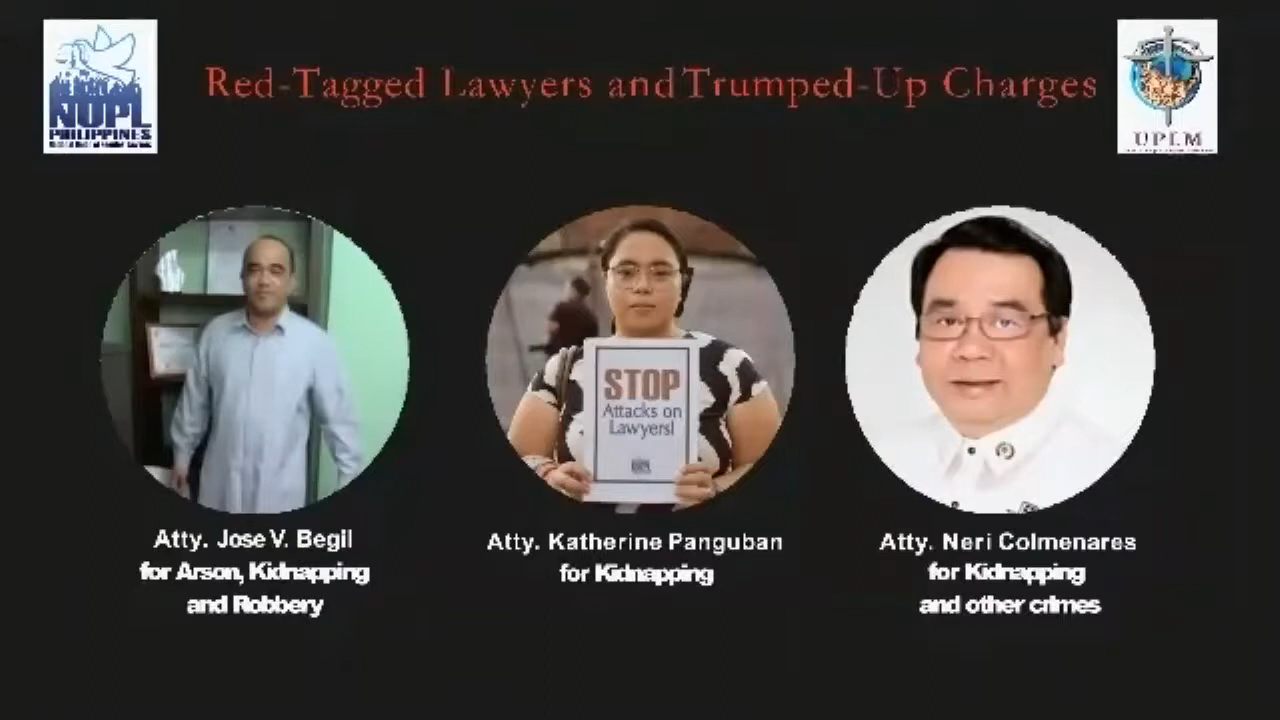 Red-Tagged Lawyers and Trumped-Up Charges
NUPL
PHILIPPINES
UPLM
STOP
Attacks on
Lawyers!
Atty. Jose V. Begil
for Arson, Kidnapping
and Robbery
Atty. Katherine Panguban
for Kidnapping
Atty. Neri Colmenares
for Kidnapping
and other crimes